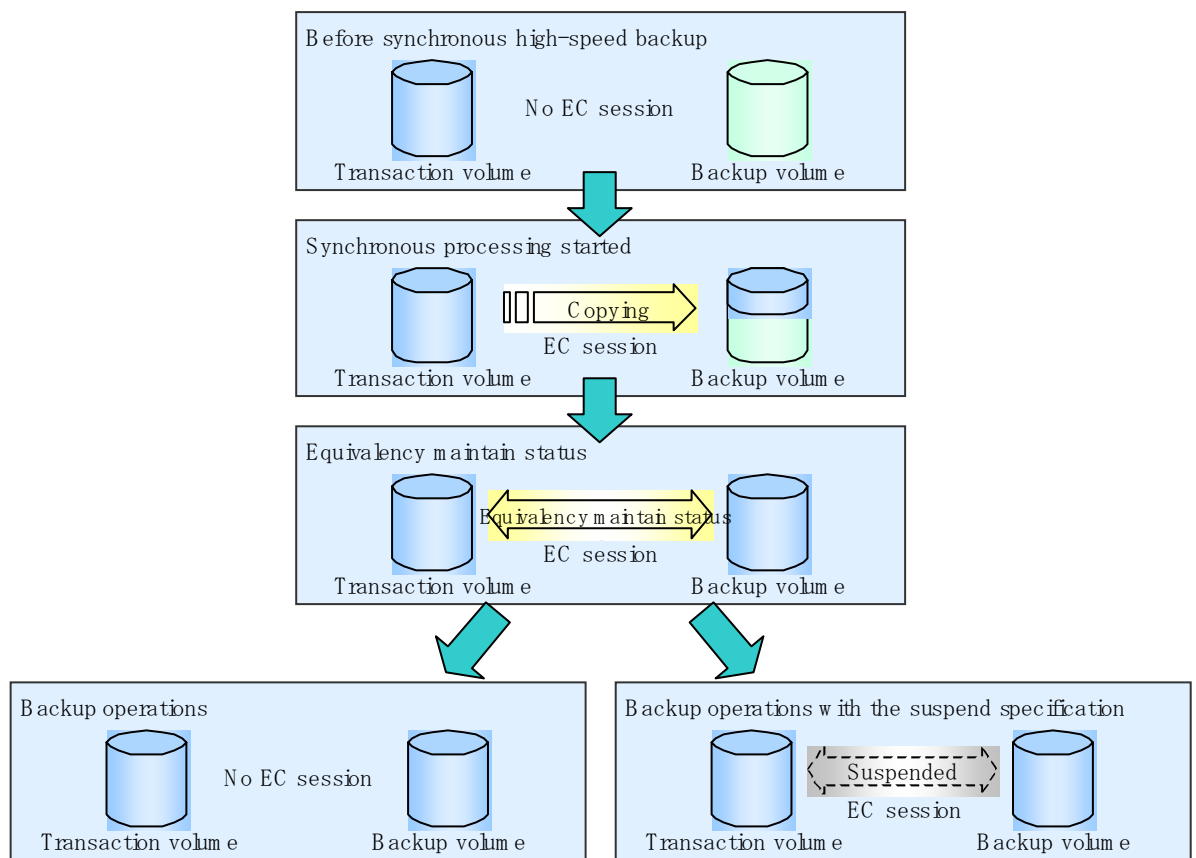 Before synchronous high-speed backup
No EC session
Transaction volume
Backup volume
Synchronous processing started
Copying
EC session
Transaction volume
Backup volume
Equivalency maintain status
Equivalency maintain status
EC session
Transaction volume
Backup volume
Backup operations
No EC session
Transaction volume
Backup volume
Backup operations with the suspend specification
Suspended
EC session
Transaction volume
Backup volume